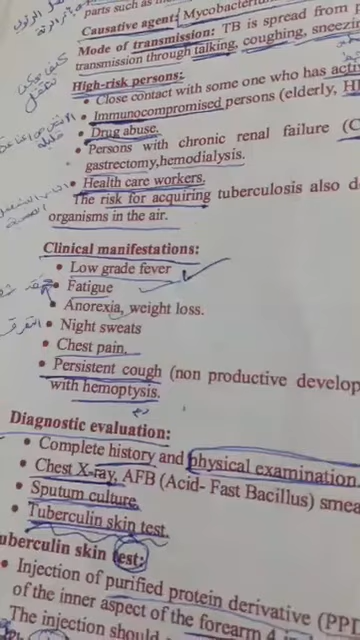 parts such as
Causative agent: Mycobacterium
Mode of transmission: TB is spread from p
transmission through talking, coughing, sneezin
High-risk persons:
• Close contact with some one who has activ
• Immunocompromised persons (elderly, HI
• Drug abuse.
• Persons with chronic renal failure (C
gastrectomy, hemodialysis.
• Health care workers.
The risk for acquiring tuberculosis also de
organisms in the air.
Clinical manifestations:
• Low grade fever
• Fatigue
• Anorexia, weight loss.
• Night sweats
• Chest pain.
• Persistent cough (non productive develop
with hemoptysis.
دم
Diagnostic evaluation:
• Complete history and physical examination.
• Chest X-ray, AFB (Acid- Fast Bacillus) smea
• Sputum culture.
• Tuberculin skin test.
uberculin skin test:
• Injection of purified protein derivative (PPD
of the inner aspect of the forearm
The injection should